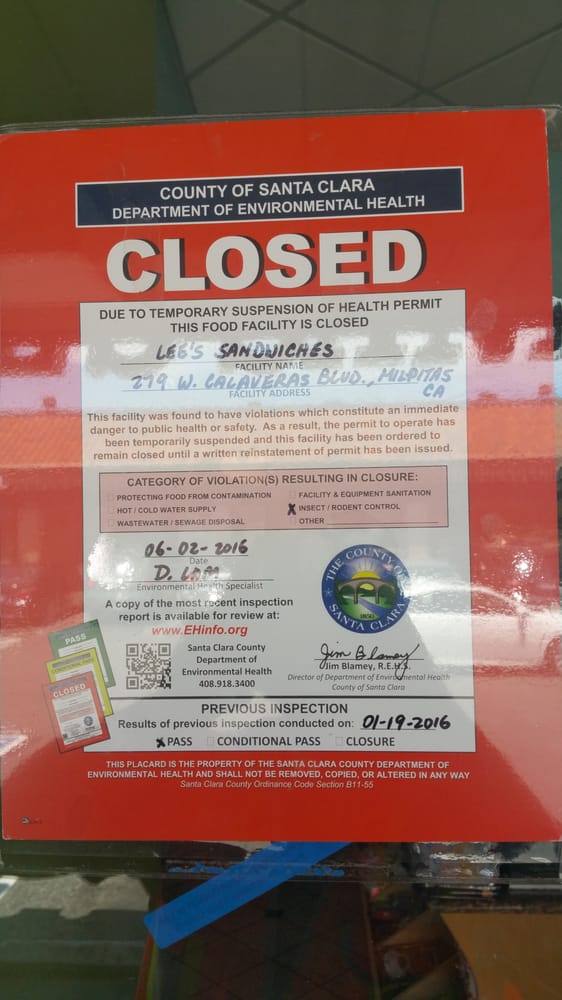 COUNTY OF SANTA CLARA
DEPARTMENT OF ENVIRONMENTAL HEALTH
CLOSED
DUE TO TEMPORARY SUSPENSION OF HEALTH PERMIT
THIS FOOD FACILITY IS CLOSED
LEE'S SANDWICHES
FACILITY NAME
279 W. CALAVERAS BLVD., MILPITAS
CA
FACILITY ADDRESS
This facility was found to have violations which constitute an immediate
danger to public health or safety. As a result, the permit to operate has
been temporarily suspended and this facility has been ordered to
remain closed until a written reinstatement of permit has been issued.
CATEGORY OF VIOLATION(S) RESULTING IN CLOSURE:
PROTECTING FOOD FROM CONTAMINATION
FACILITY & EQUIPMENT SANITATION
HOT / COLD WATER SUPPLY
X INSECT / RODENT CONTROL
WASTEWATER / SEWAGE DISPOSAL
OTHER
06-02-2016
Date
D. LAM
Environmental Health Specialist
A copy of the most recent inspection
report is available for review at:
www.EHinfo.org
Santa Clara County
Department of
Environmental Health
408.918.3400
THE COUNTY OF
SANTA CLARA
1850
Jim Blamey
Jim Blamey, R.E.H.S.
Director of Department of Environmental Health
County of Santa Clara
PASS
CONDITIONAL PASS
CLOSED
PREVIOUS INSPECTION
Results of previous inspection conducted on: 01-19-2016
X PASS CONDITIONAL PASS CLOSURE
THIS PLACARD IS THE PROPERTY OF THE SANTA CLARA COUNTY DEPARTMENT OF
ENVIRONMENTAL HEALTH AND SHALL NOT BE REMOVED, COPIED, OR ALTERED IN ANY WAY
Santa Clara County Ordinance Code Section B11-55